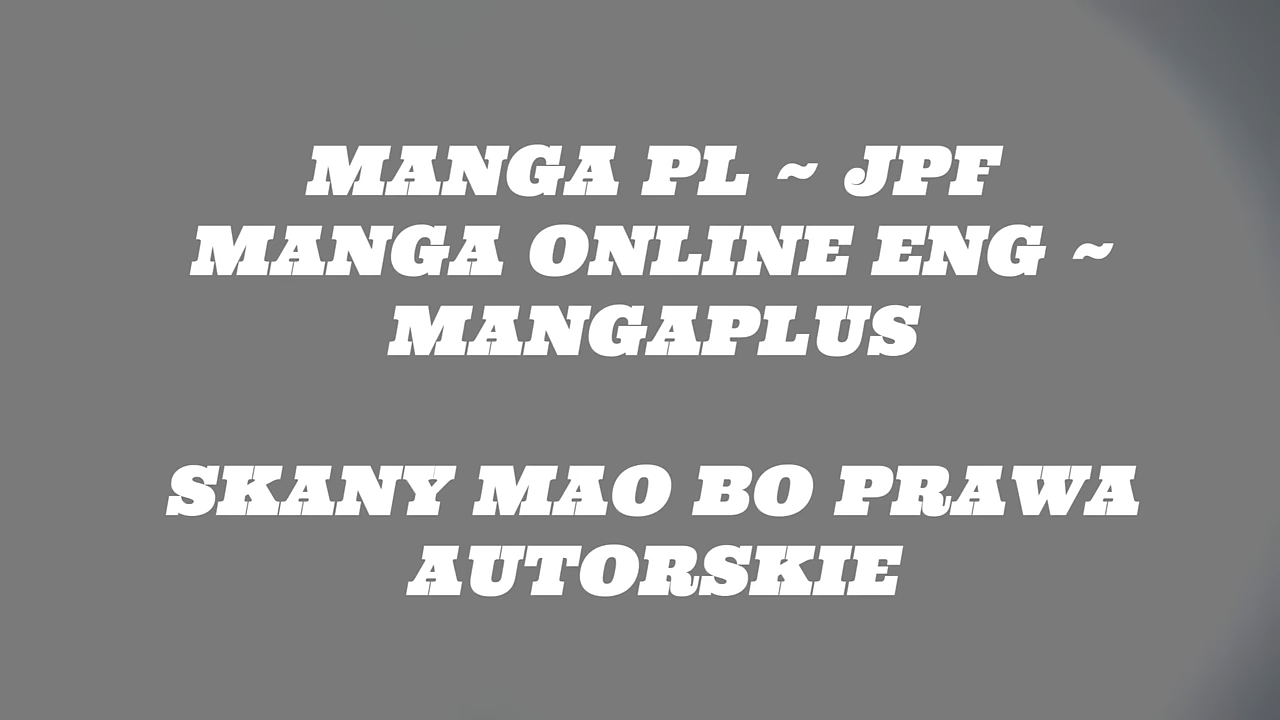 MANGA PL ~ JPF
MANGA ONLINE ENG ~
MANGAPLUS
SKANY MAO BO PRAWA
AUTORSKIE